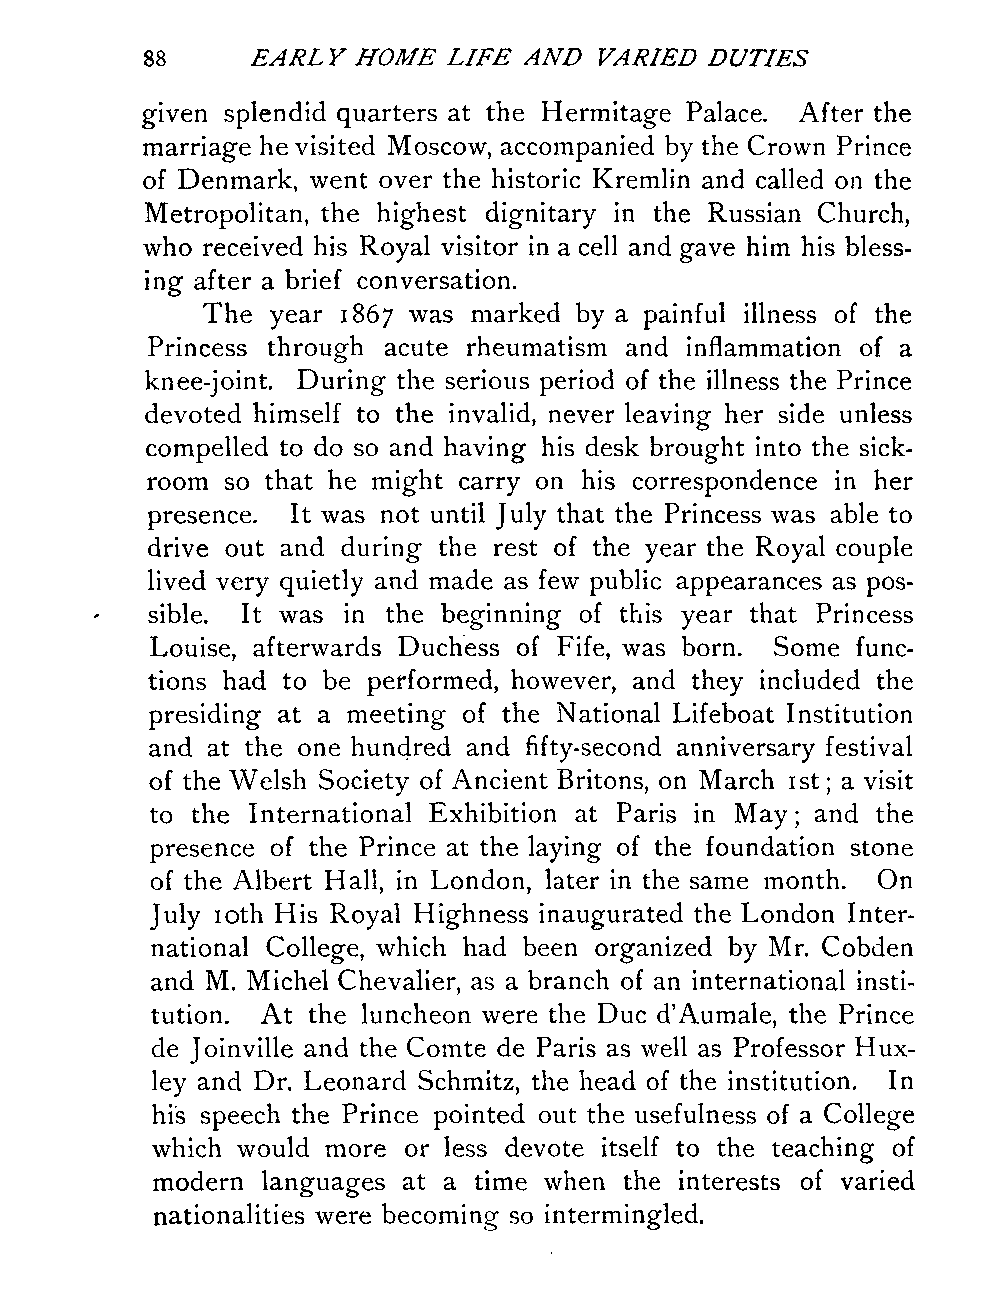 88 EARLY HOME LIFE AND VARIED DUTIES
given splendid quarters at the Hermitage Palace. After the
marriage he visited Moscow, accompanied by the Crown Prince
of Denmark, went over the historic Kremlin and called on the
Metropolitan, the highest dignitary in the Russian Church,
who received his Royal visitor in a cell and gave him his bless-
ing after a brief conversation.
The year 1867 was marked by a painful illness of the
Princess through acute rheumatism and inflammation of a
knee-joint. During the serious period of the illness the Prince
devoted himself to the invalid, never leaving her side unless
compelled to do so and having his desk brought into the sick-
room so that he might carry on his correspondence in her
presence. It was not until July that the Princess was able to
drive out and during the rest of the year the Royal couple
lived very quietly and made as few public appearances as pos-
sible. It was in the beginning of this year that Princess
Louise, afterwards Duchess of Fife, was born. Some func-
tions had to be performed, however, and they included the
presiding at a meeting of the National Lifeboat Institution
and at the one hundred and fifty-second anniversary festival
of the Welsh Society of Ancient Britons, on March 1st; a visit
to the International Exhibition at Paris in May; and the
presence of the Prince at the laying of the foundation stone
of the Albert Hall, in London, later in the same month. On
July 10th His Royal Highness inaugurated the London Inter-
national College, which had been organized by Mr. Cobden
and M. Michel Chevalier, as a branch of an international insti-
tution. At the luncheon were the Duc d'Aumale, the Prince
de Joinville and the Comte de Paris as well as Professor Hux-
ley and Dr. Leonard Schmitz, the head of the institution. In
his speech the Prince pointed out the usefulness of a College
which would more or less devote itself to the teaching of
modern languages at a time when the interests of varied
nationalities were becoming so intermingled.